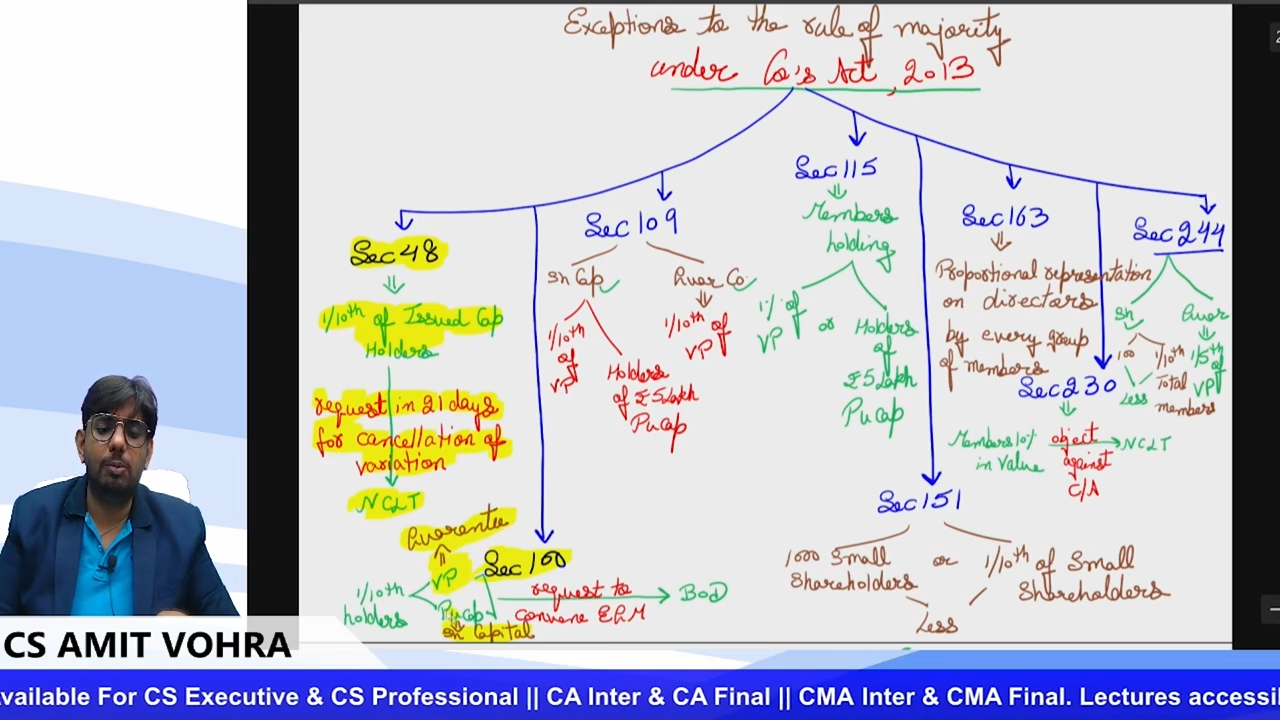 Exceptions to the rule of majority
under Co's Act, 2013
Sec 48
1/10th of Issued Cap
Holders
request in 21 days
for cancellation of
variation
NCLT
Sec 100
Guarantee
VP
1/10th
holders
Pucap
Sh Capital
request to
convene EGM
BoD
Sec 109
Sh Cap
1/10th
of
VP
Holders
of ₹5 Lakh
Pucap
Guar Co.
1/10th of
VP
Sec 115
Members
holding
1% of
VP
or
Holders
of
₹5 Lakh
Pu cap
Sec 151
1000 Small
Shareholders
or
1/10th of Small
Shareholders
Less
Sec 163
Proportional representation
on directors
by every group
of members
Sec 230
Members 10%
in Value
object
against
C/A
NCLT
Sec 244
Sh
100
1/10th
Total
members
Less
Guar
1/5th
of
VP
2
CS AMIT VOHRA
vailable For CS Executive & CS Professional || CA Inter & CA Final || CMA Inter & CMA Final. Lectures accessi